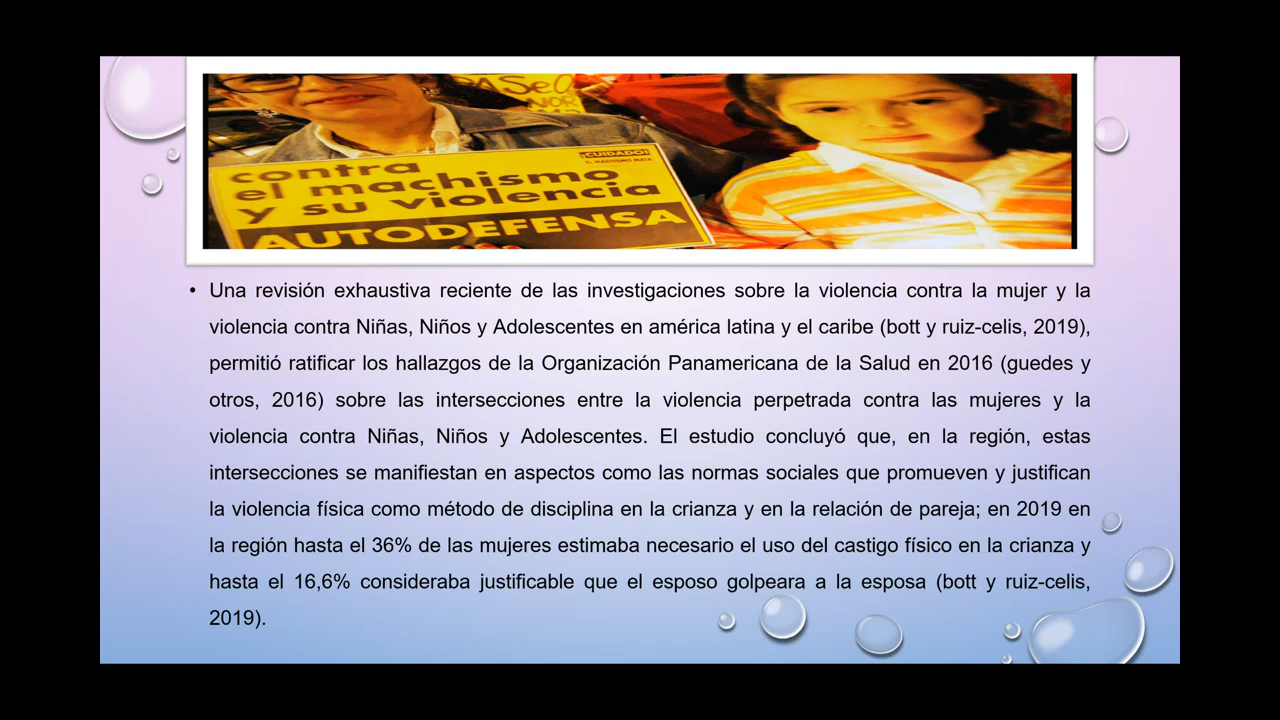 ASeO
NOR
contra
¡CUIDADO!
EL MACHISMO MATA
el machismo
y su violencia
AUTODEFENSA
• Una revisión exhaustiva reciente de las investigaciones sobre la violencia contra la mujer y la
violencia contra Niñas, Niños y Adolescentes en américa latina y el caribe (bott y ruiz-celis, 2019),
permitió ratificar los hallazgos de la Organización Panamericana de la Salud en 2016 (guedes y
otros, 2016) sobre las intersecciones entre la violencia perpetrada contra las mujeres y la
violencia contra Niñas, Niños y Adolescentes. El estudio concluyó que, en la región, estas
intersecciones se manifiestan en aspectos como las normas sociales que promueven y justifican
la violencia física como método de disciplina en la crianza y en la relación de pareja; en 2019 en
la región hasta el 36% de las mujeres estimaba necesario el uso del castigo físico en la crianza y
hasta el 16,6% consideraba justificable que el esposo golpeara a la esposa (bott y ruiz-celis,
2019).